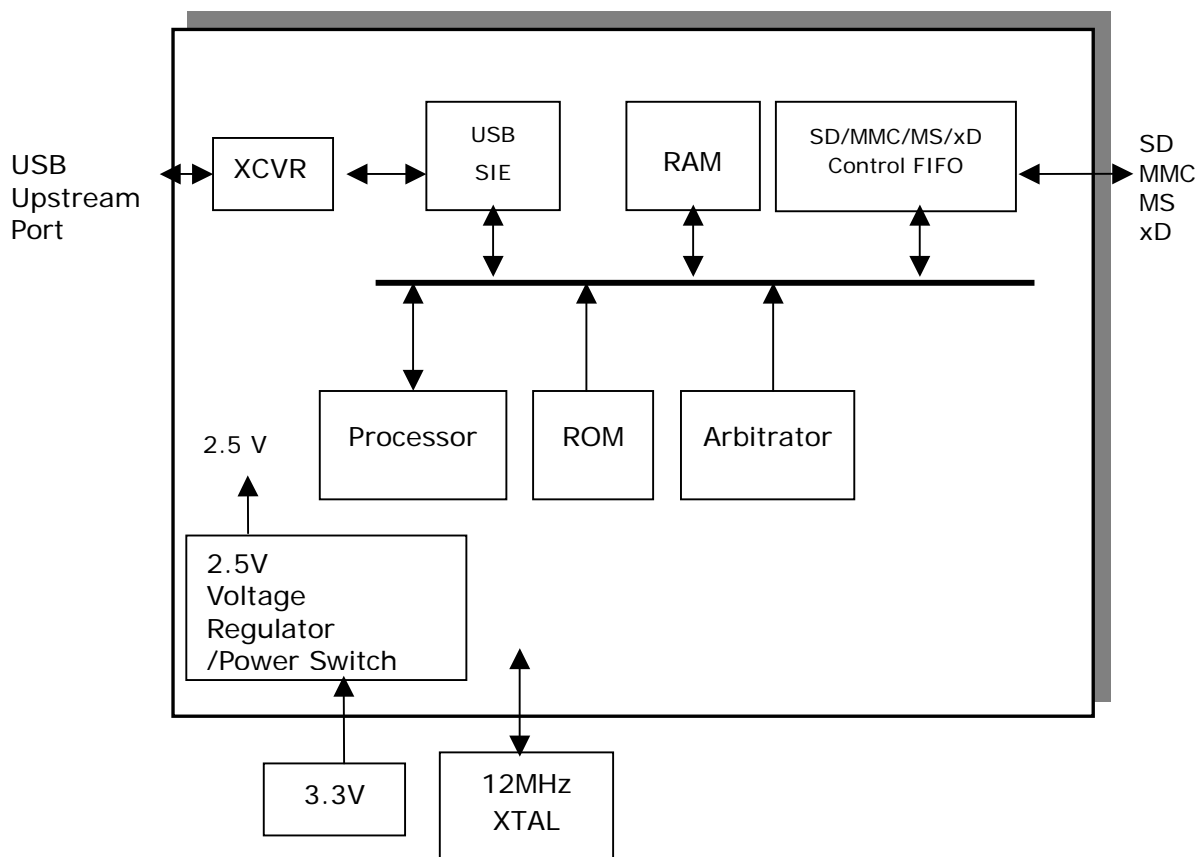 USB
Upstream
Port
XCVR
USB
SIE
RAM
SD/MMC/MS/xD
Control FIFO
SD
MMC
MS
xD
Processor
ROM
Arbitrator
2.5 V
2.5V
Voltage
Regulator
/Power Switch
3.3V
12MHz
XTAL